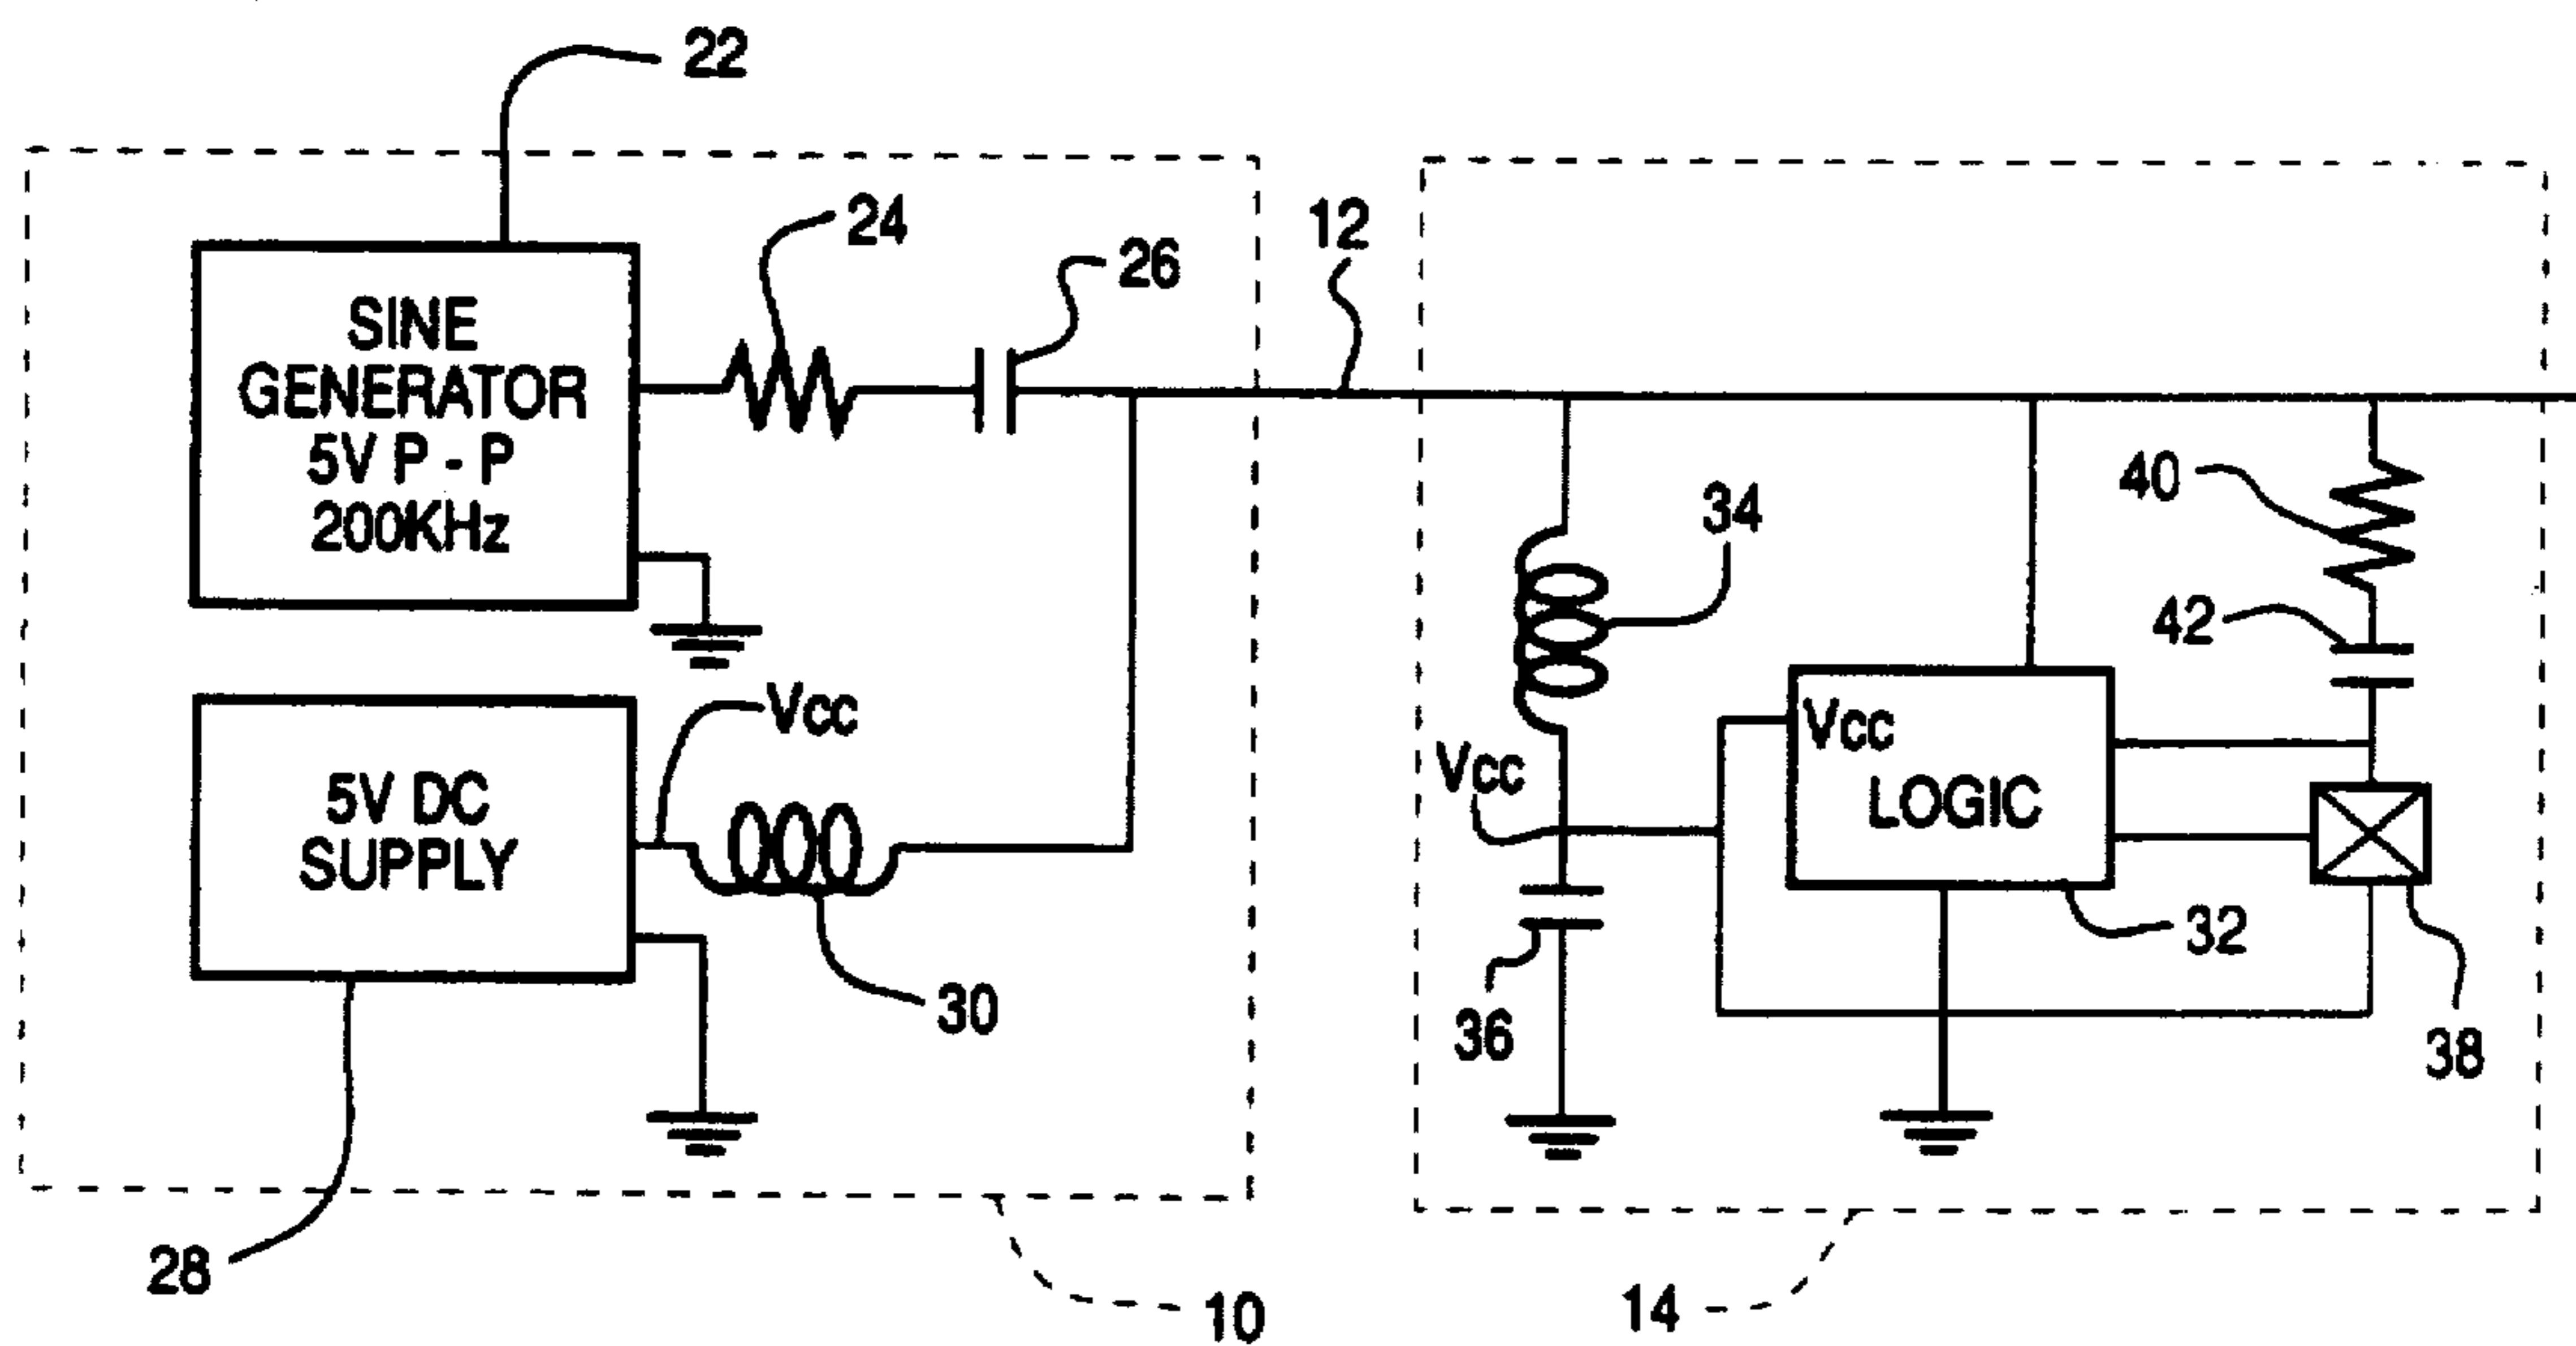 22
24
26
12
SINE
GENERATOR
5V P - P
200KHz
40
34
42
Vcc
Vcc
Vcc
5V DC
SUPPLY
LOGIC
32
30
36
38
28
10
14